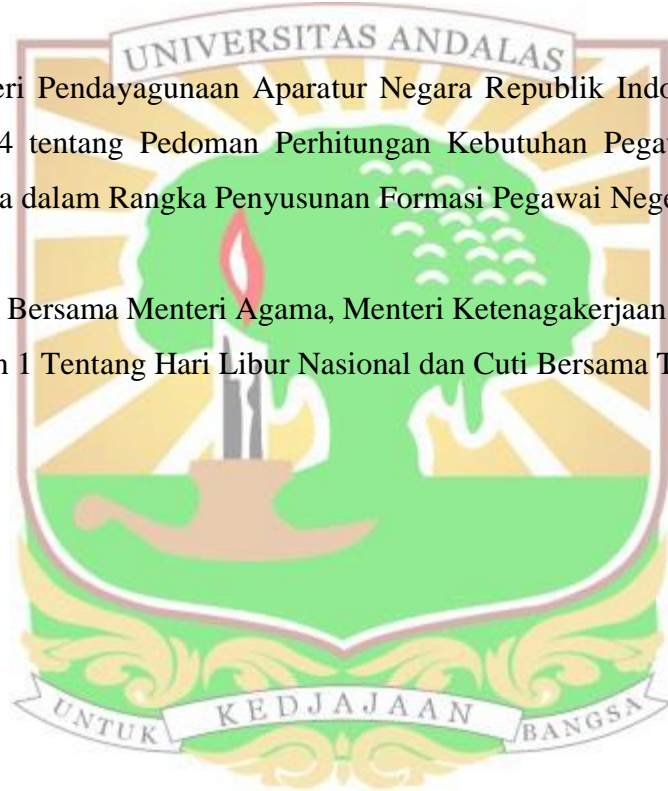 UNIVERSITAS ANDALAS
eri Pendayagunaan Aparatur Negara Republik Indo
4 tentang Pedoman Perhitungan Kebutuhan Pega
a dalam Rangka Penyusunan Formasi Pegawai Nege
Bersama Menteri Agama, Menteri Ketenagakerjaan
n 1 Tentang Hari Libur Nasional dan Cuti Bersama T
UNTUK KEDJAJAAN BANGSA